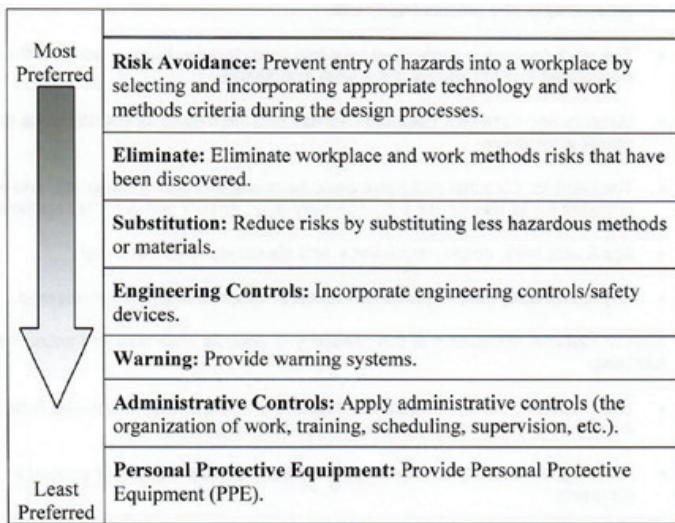 Most
Preferred
Risk Avoidance: Prevent entry of hazards into a workplace by
selecting and incorporating appropriate technology and work
methods criteria during the design processes.
Eliminate: Eliminate workplace and work methods risks that have
been discovered.
Substitution: Reduce risks by substituting less hazardous methods
or materials.
Engineering Controls: Incorporate engineering controls/safety
devices.
Warning: Provide warning systems.
Administrative Controls: Apply administrative controls (the
organization of work, training, scheduling, supervision, etc.).
Personal Protective Equipment: Provide Personal Protective
Equipment (PPE).
Least
Preferred